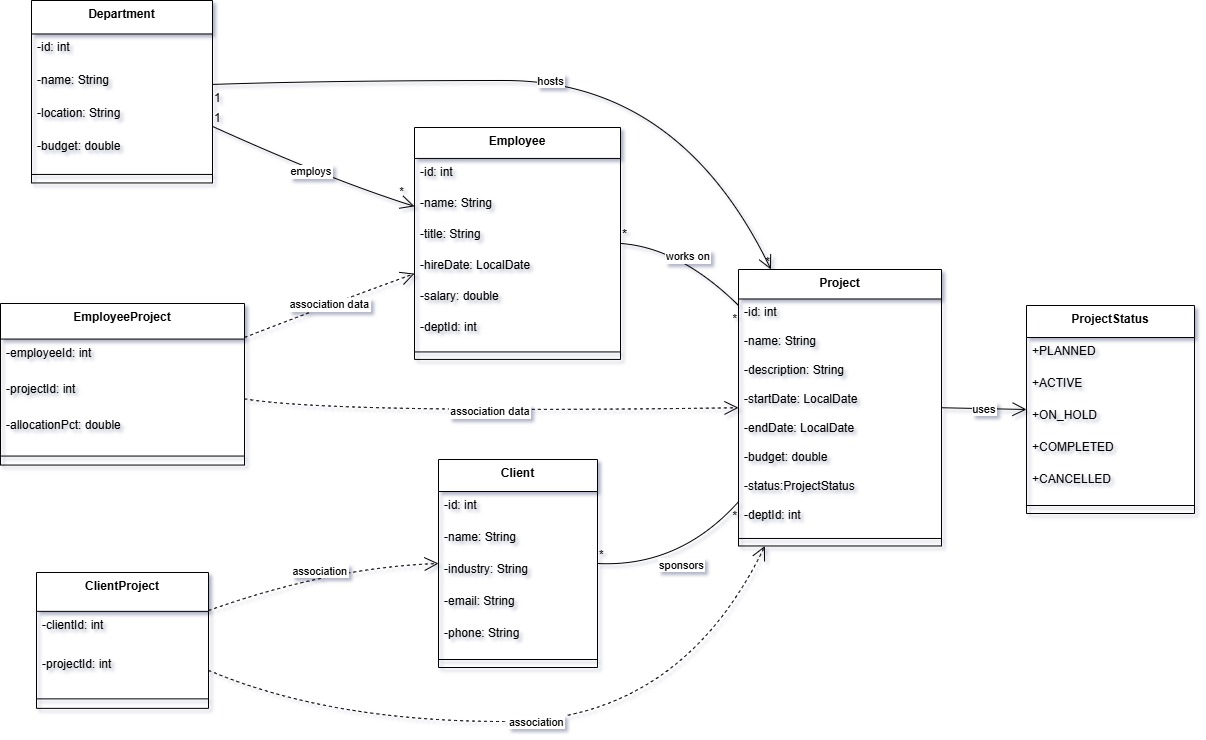 Department
-id: int
-name: String
-location: String
-budget: double
hosts
1
1
employs
*
Employee
-id: int
-name: String
-title: String
-hireDate: LocalDate
-salary: double
-deptId: int
*
works on
*
*
Project
-id: int
-name: String
-description: String
-startDate: LocalDate
-endDate: LocalDate
-budget: double
-status:ProjectStatus
-deptId: int
*
uses
ProjectStatus
+PLANNED
+ACTIVE
+ON_HOLD
+COMPLETED
+CANCELLED
EmployeeProject
-employeeId: int
-projectId: int
-allocationPct: double
association data
association data
Client
-id: int
-name: String
-industry: String
-email: String
-phone: String
*
sponsors
ClientProject
-clientId: int
-projectId: int
association
association